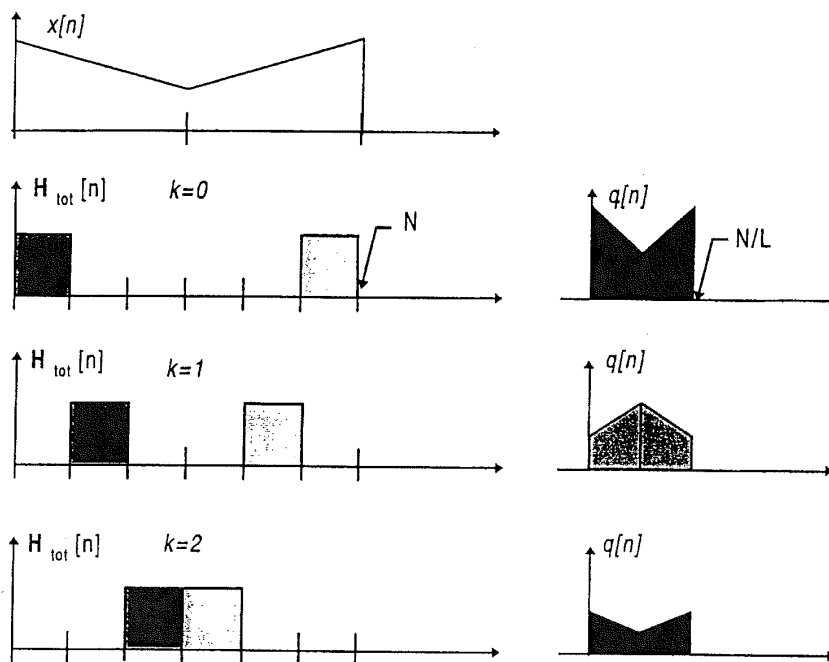 x[n]
H tot [n] k=0
N
q[n]
N/L
H tot [n] k=1
q[n]
H tot [n] k=2
q[n]